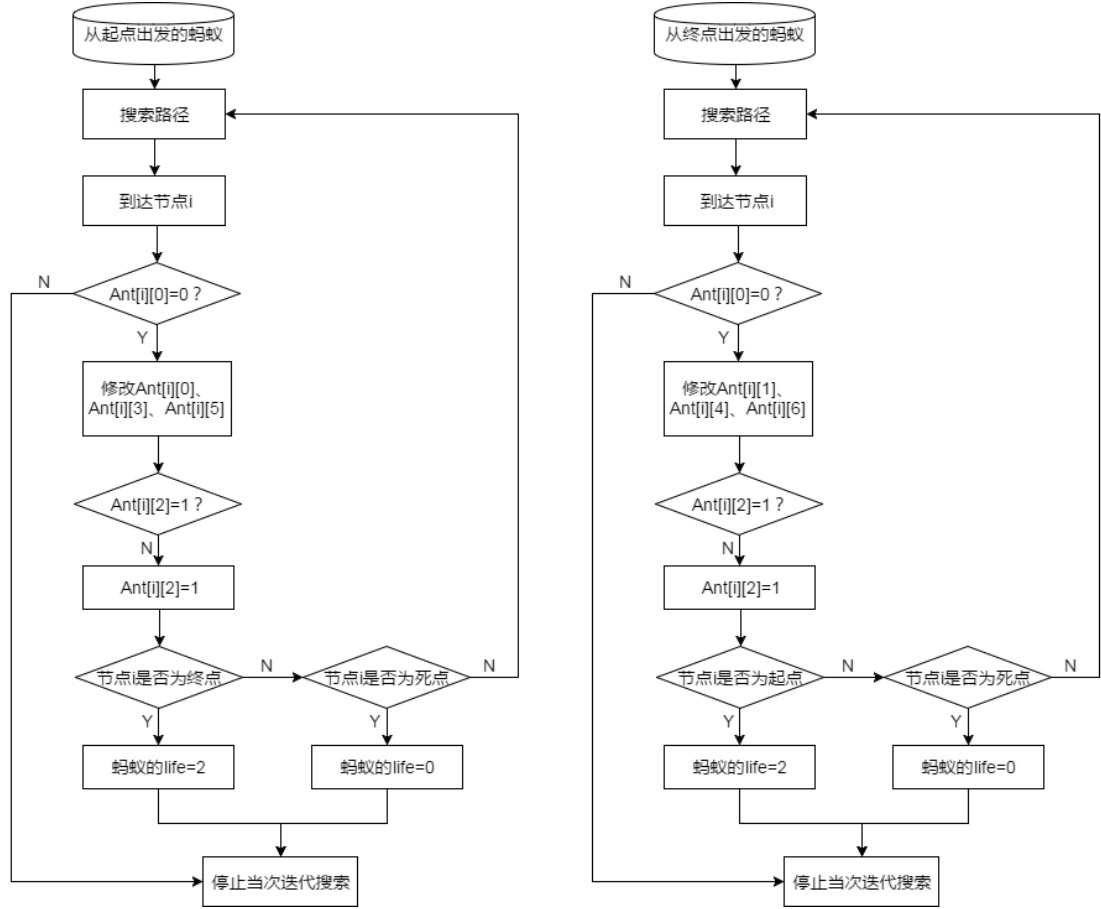 从起点出发的蚂蚁
搜索路径
到达节点i
Ant[i][0]=0？
N
Y
修改Ant[i][0]、
Ant[i][3]、Ant[i][5]
Ant[i][2]=1？
N
Ant[i][2]=1
节点i是否为终点
N
节点i是否为死点
N
Y
Y
蚂蚁的life=2
蚂蚁的life=0
停止当次迭代搜索
从终点出发的蚂蚁
搜索路径
到达节点i
Ant[i][0]=0？
N
Y
修改Ant[i][1]、
Ant[i][4]、Ant[i][6]
Ant[i][2]=1？
N
Ant[i][2]=1
节点i是否为起点
N
节点i是否为死点
N
Y
Y
蚂蚁的life=2
蚂蚁的life=0
停止当次迭代搜索